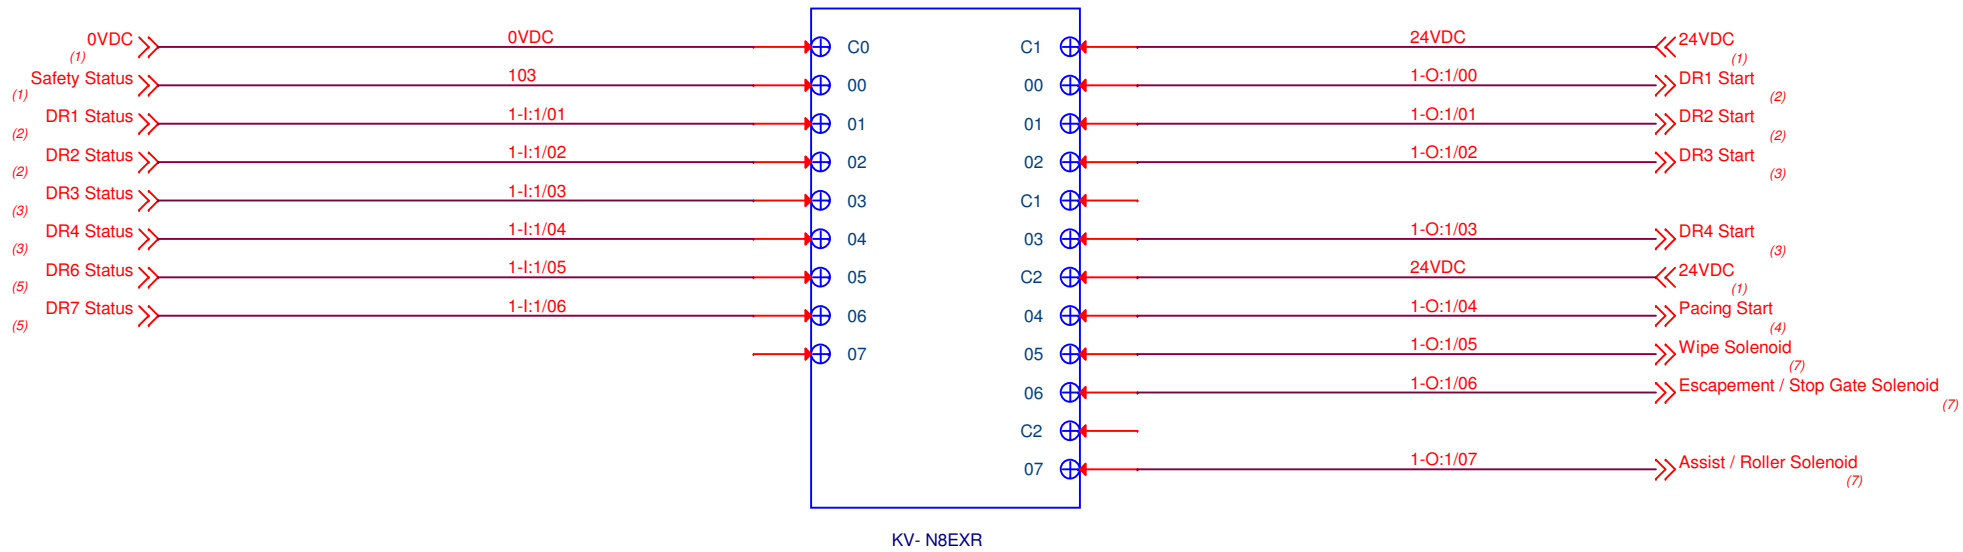 0VDC (1) 0VDC C0 C1 24VDC 24VDC (1)
Safety Status (1) 103 00 00 1-O:1/00 DR1 Start (2)
DR1 Status (2) 1-I:1/01 01 01 1-O:1/01 DR2 Start (2)
DR2 Status (2) 1-I:1/02 02 02 1-O:1/02 DR3 Start (3)
DR3 Status (3) 1-I:1/03 03 C1
DR4 Status (3) 1-I:1/04 04 03 1-O:1/03 DR4 Start (3)
DR6 Status (5) 1-I:1/05 05 C2 24VDC 24VDC (1)
DR7 Status (5) 1-I:1/06 06 04 1-O:1/04 Pacing Start (4)
07 05 1-O:1/05 Wipe Solenoid (7)
06 1-O:1/06 Escapement / Stop Gate Solenoid (7)
C2
07 1-O:1/07 Assist / Roller Solenoid (7)
KV- N8EXR